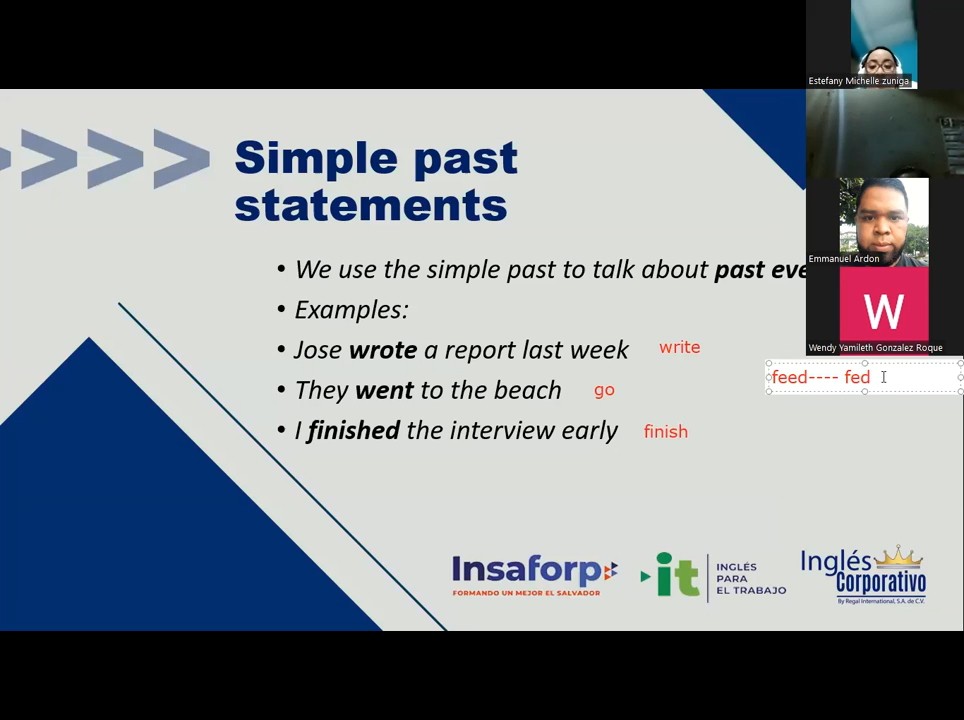 Estefany Michelle zuniga
>>>>
Simple past
statements
• We use the simple past to talk about past eve
• Examples:
• Jose wrote a report last week write
• They went to the beach go
• I finished the interview early finish
Emmanuel Ardon
W
Wendy Yamileth Gonzalez Roque
feed---- fed
Insaforp
FORMANDO UN MEJOR EL SALVADOR
it
INGLÉS
PARA
EL TRABAJO
Inglés
Corporativo
By Regal International, S.A. de C.V.